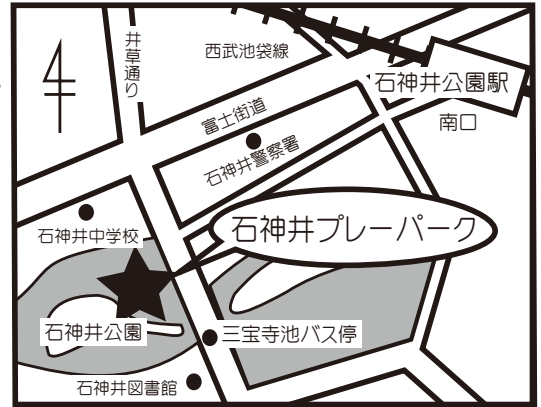 井草通り
西武池袋線
石神井公園駅
南口
富士街道
石神井警察署
石神井中学校
石神井プレーパーク
石神井公園
三宝寺池バス停
石神井図書館